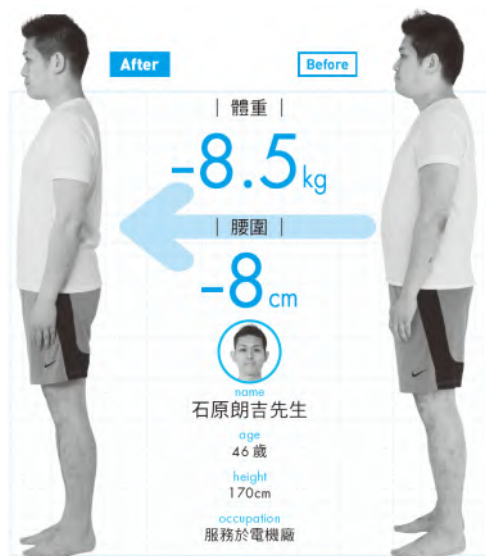 After
Before
｜體重｜
-8.5kg
｜腰圍｜
-8cm
name
石原朗吉先生
age
46 歲
height
170cm
occupation
服務於電機廠